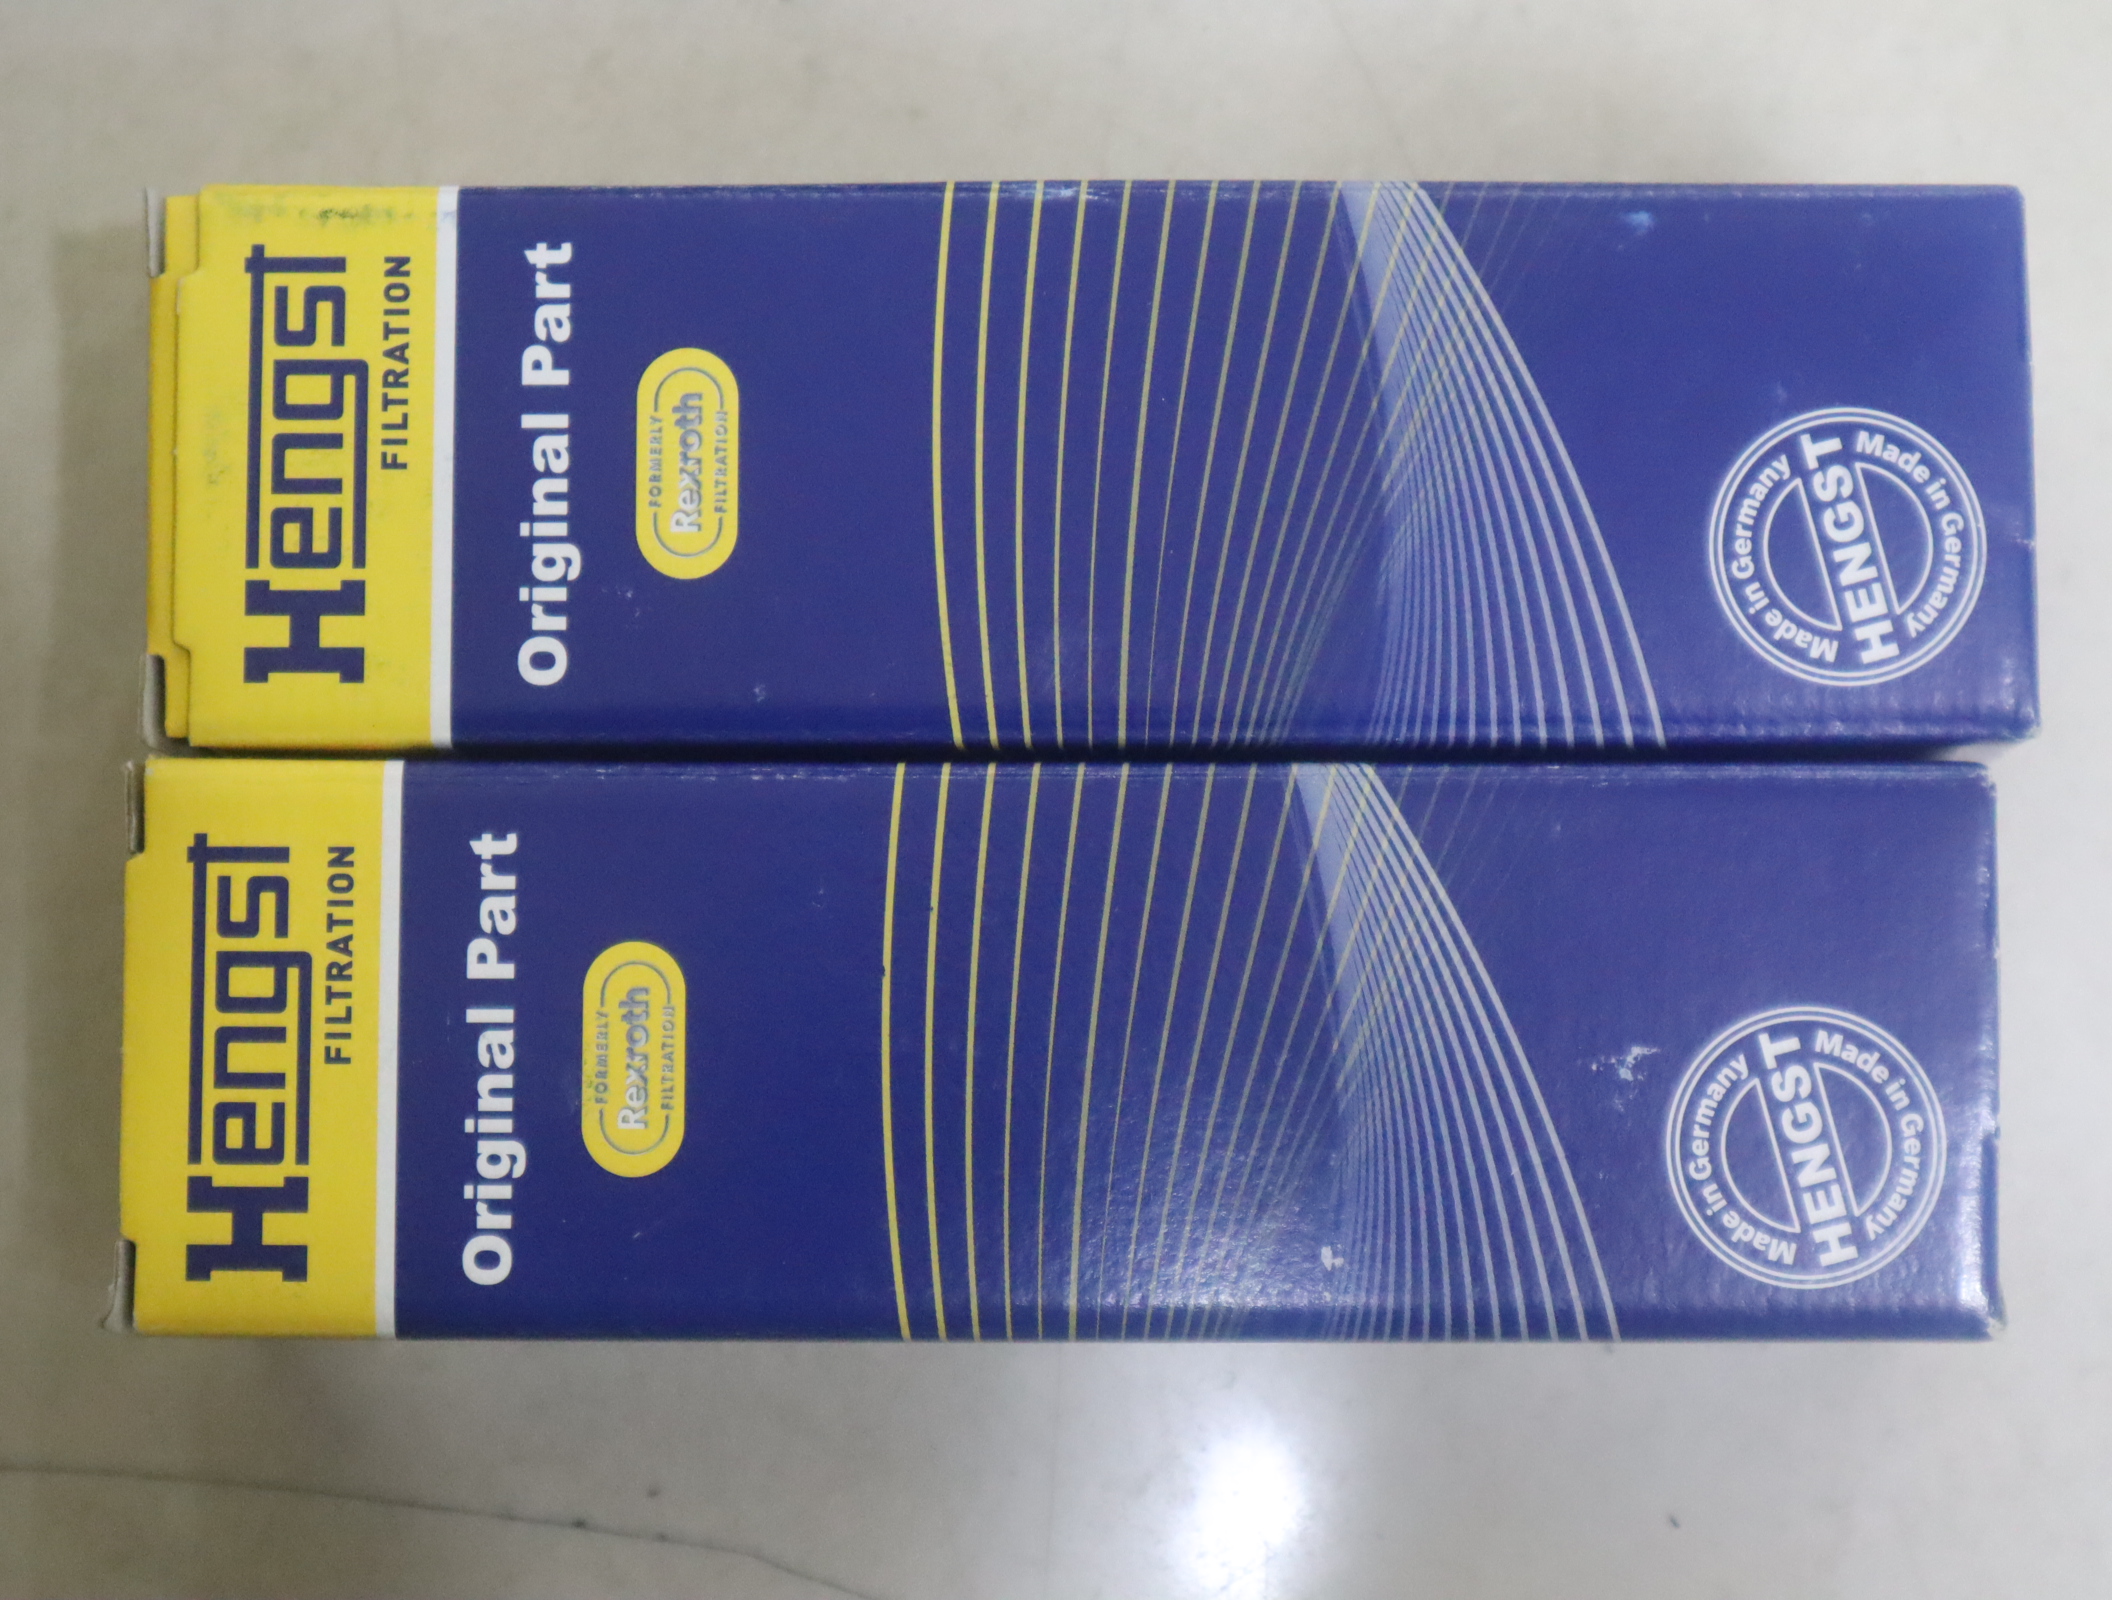 Hengst
FILTRATION
Original Part
FORMERLY
Rexroth
FILTRATION
Made in Germany
HENGST
Made in Germany
Hengst
FILTRATION
Original Part
FORMERLY
Rexroth
FILTRATION
Made in Germany
HENGST
Made in Germany